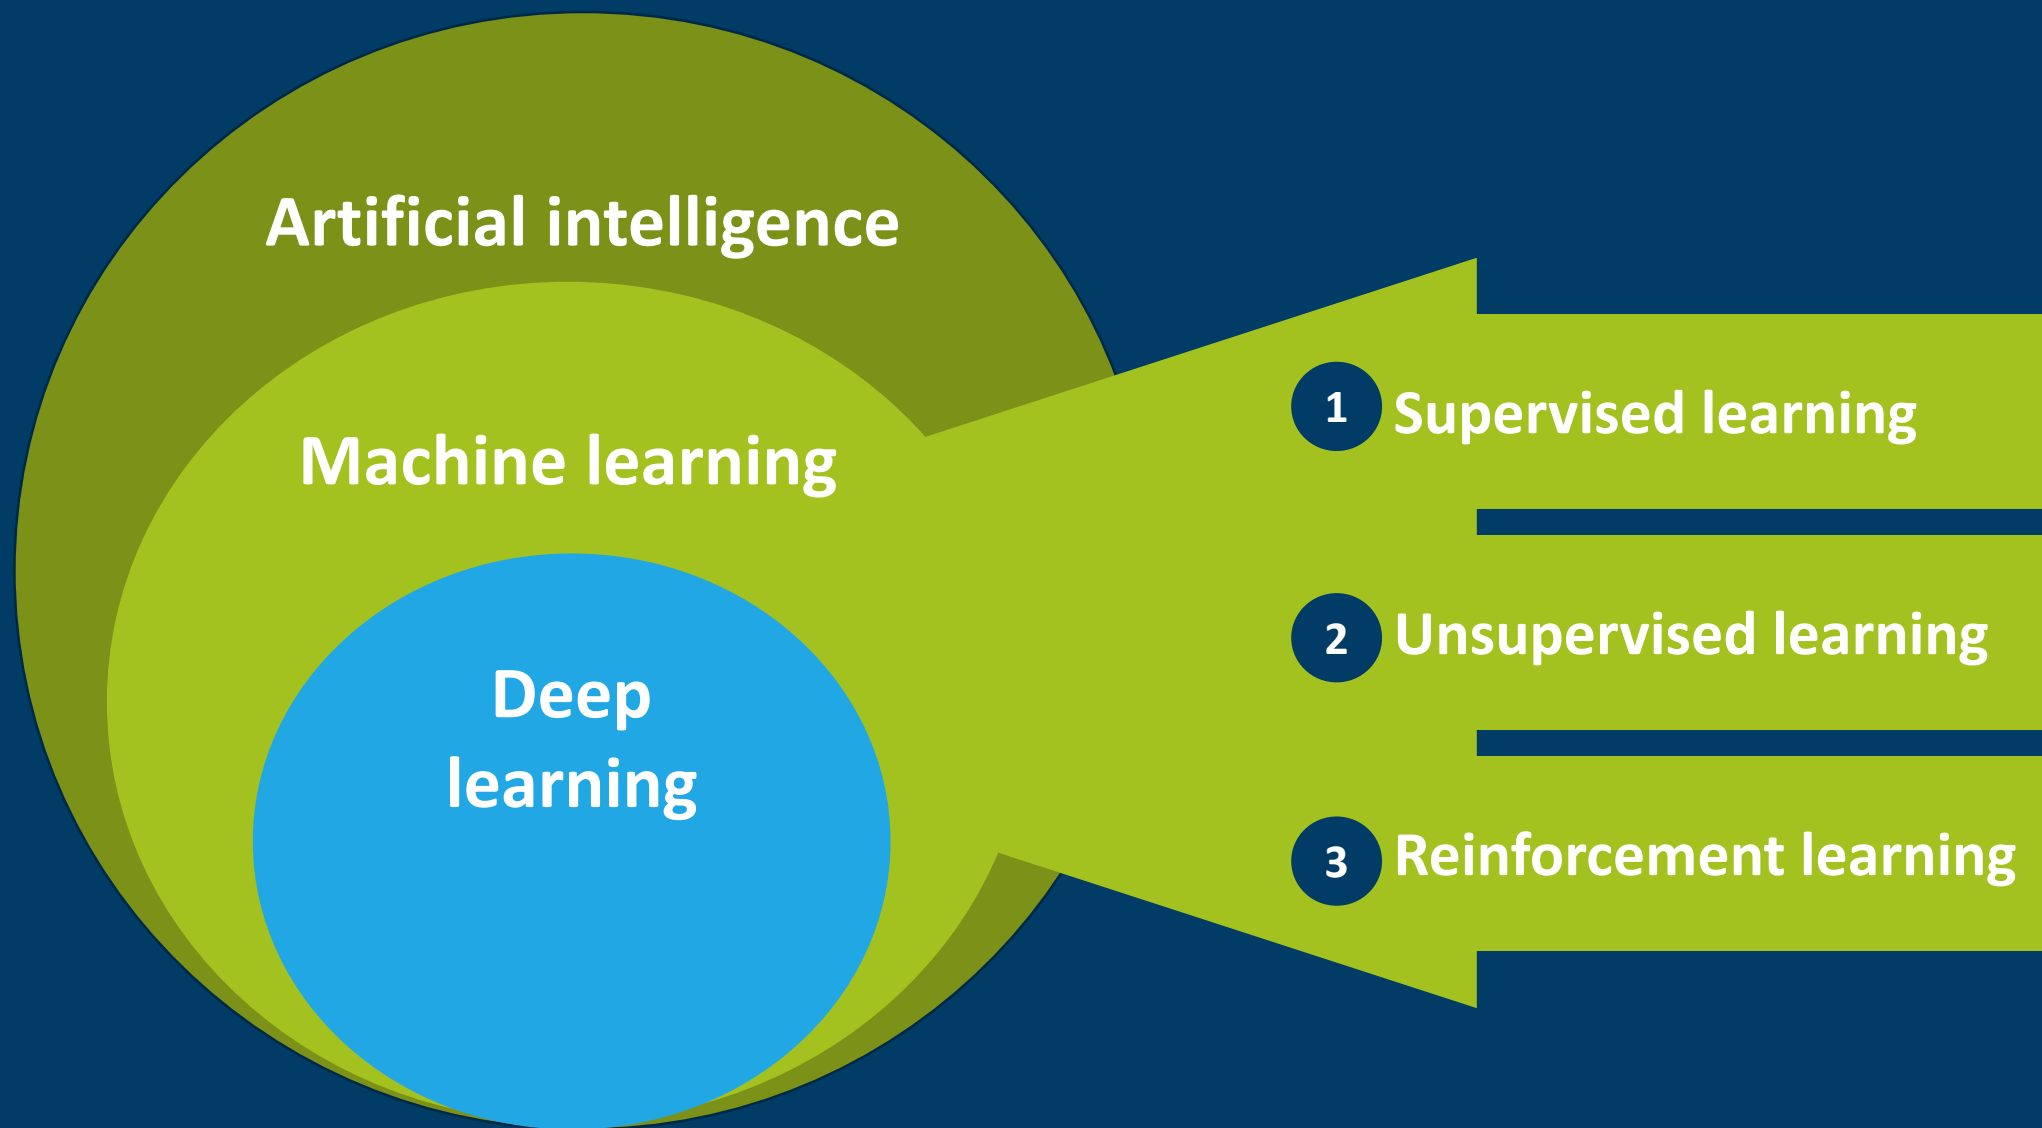 Artificial intelligence
Machine learning
Deep
learning
1 Supervised learning
2 Unsupervised learning
3 Reinforcement learning